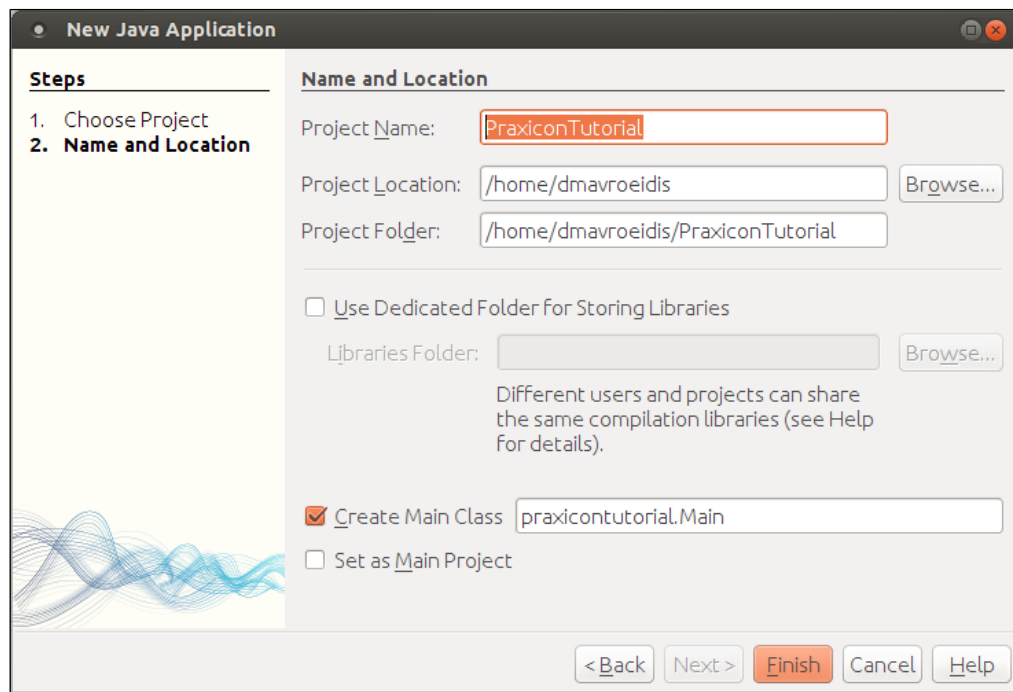 New Java Application
Steps
1. Choose Project
2. Name and Location
Name and Location
Project Name: PraxiconTutorial
Project Location: /home/dmavroeidis Browse...
Project Folder: /home/dmavroeidis/PraxiconTutorial
Use Dedicated Folder for Storing Libraries
Libraries Folder: Browse...
Different users and projects can share
the same compilation libraries (see Help
for details).
Create Main Class praxicontutorial.Main
Set as Main Project
< Back Next > Finish Cancel Help